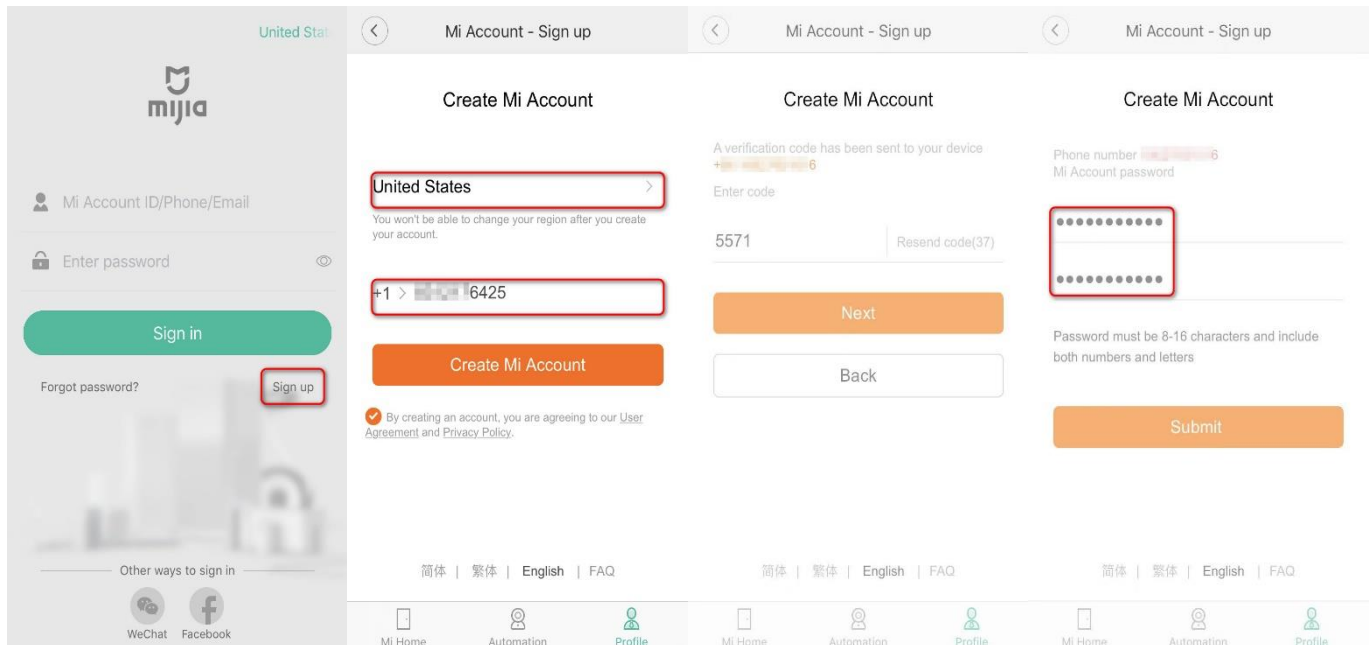 United Stat
mijia
Mi Account ID/Phone/Email
Enter password
Sign in
Forgot password?
Sign up
Other ways to sign in
WeChat
Facebook
Mi Account - Sign up
Create Mi Account
United States
You won't be able to change your region after you create
your account.
+1 > 6425
Create Mi Account
By creating an account, you are agreeing to our User
Agreement and Privacy Policy.
简体 | 繁体 | English | FAQ
Mi Home
Automation
Profile
Mi Account - Sign up
Create Mi Account
A verification code has been sent to your device
+ 6
Enter code
5571
Resend code(37)
Next
Back
简体 | 繁体 | English | FAQ
Mi Home
Automation
Profile
Mi Account - Sign up
Create Mi Account
Phone number 6
Mi Account password
Password must be 8-16 characters and include
both numbers and letters
Submit
简体 | 繁体 | English | FAQ
Mi Home
Automation
Profile